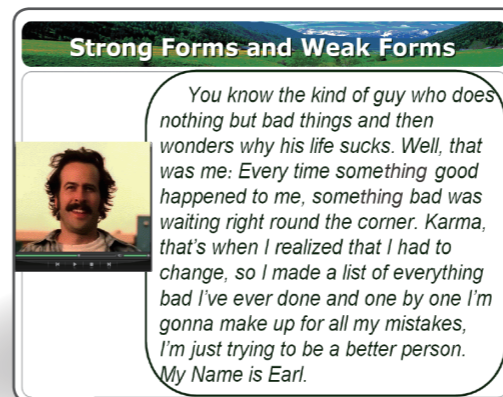 Strong Forms and Weak Forms
You know the kind of guy who does
nothing but bad things and then
wonders why his life sucks. Well, that
was me: Every time something good
happened to me, something bad was
waiting right round the corner. Karma,
that's when I realized that I had to
change, so I made a list of everything
bad I've ever done and one by one I'm
gonna make up for all my mistakes,
I'm just trying to be a better person.
My Name is Earl.